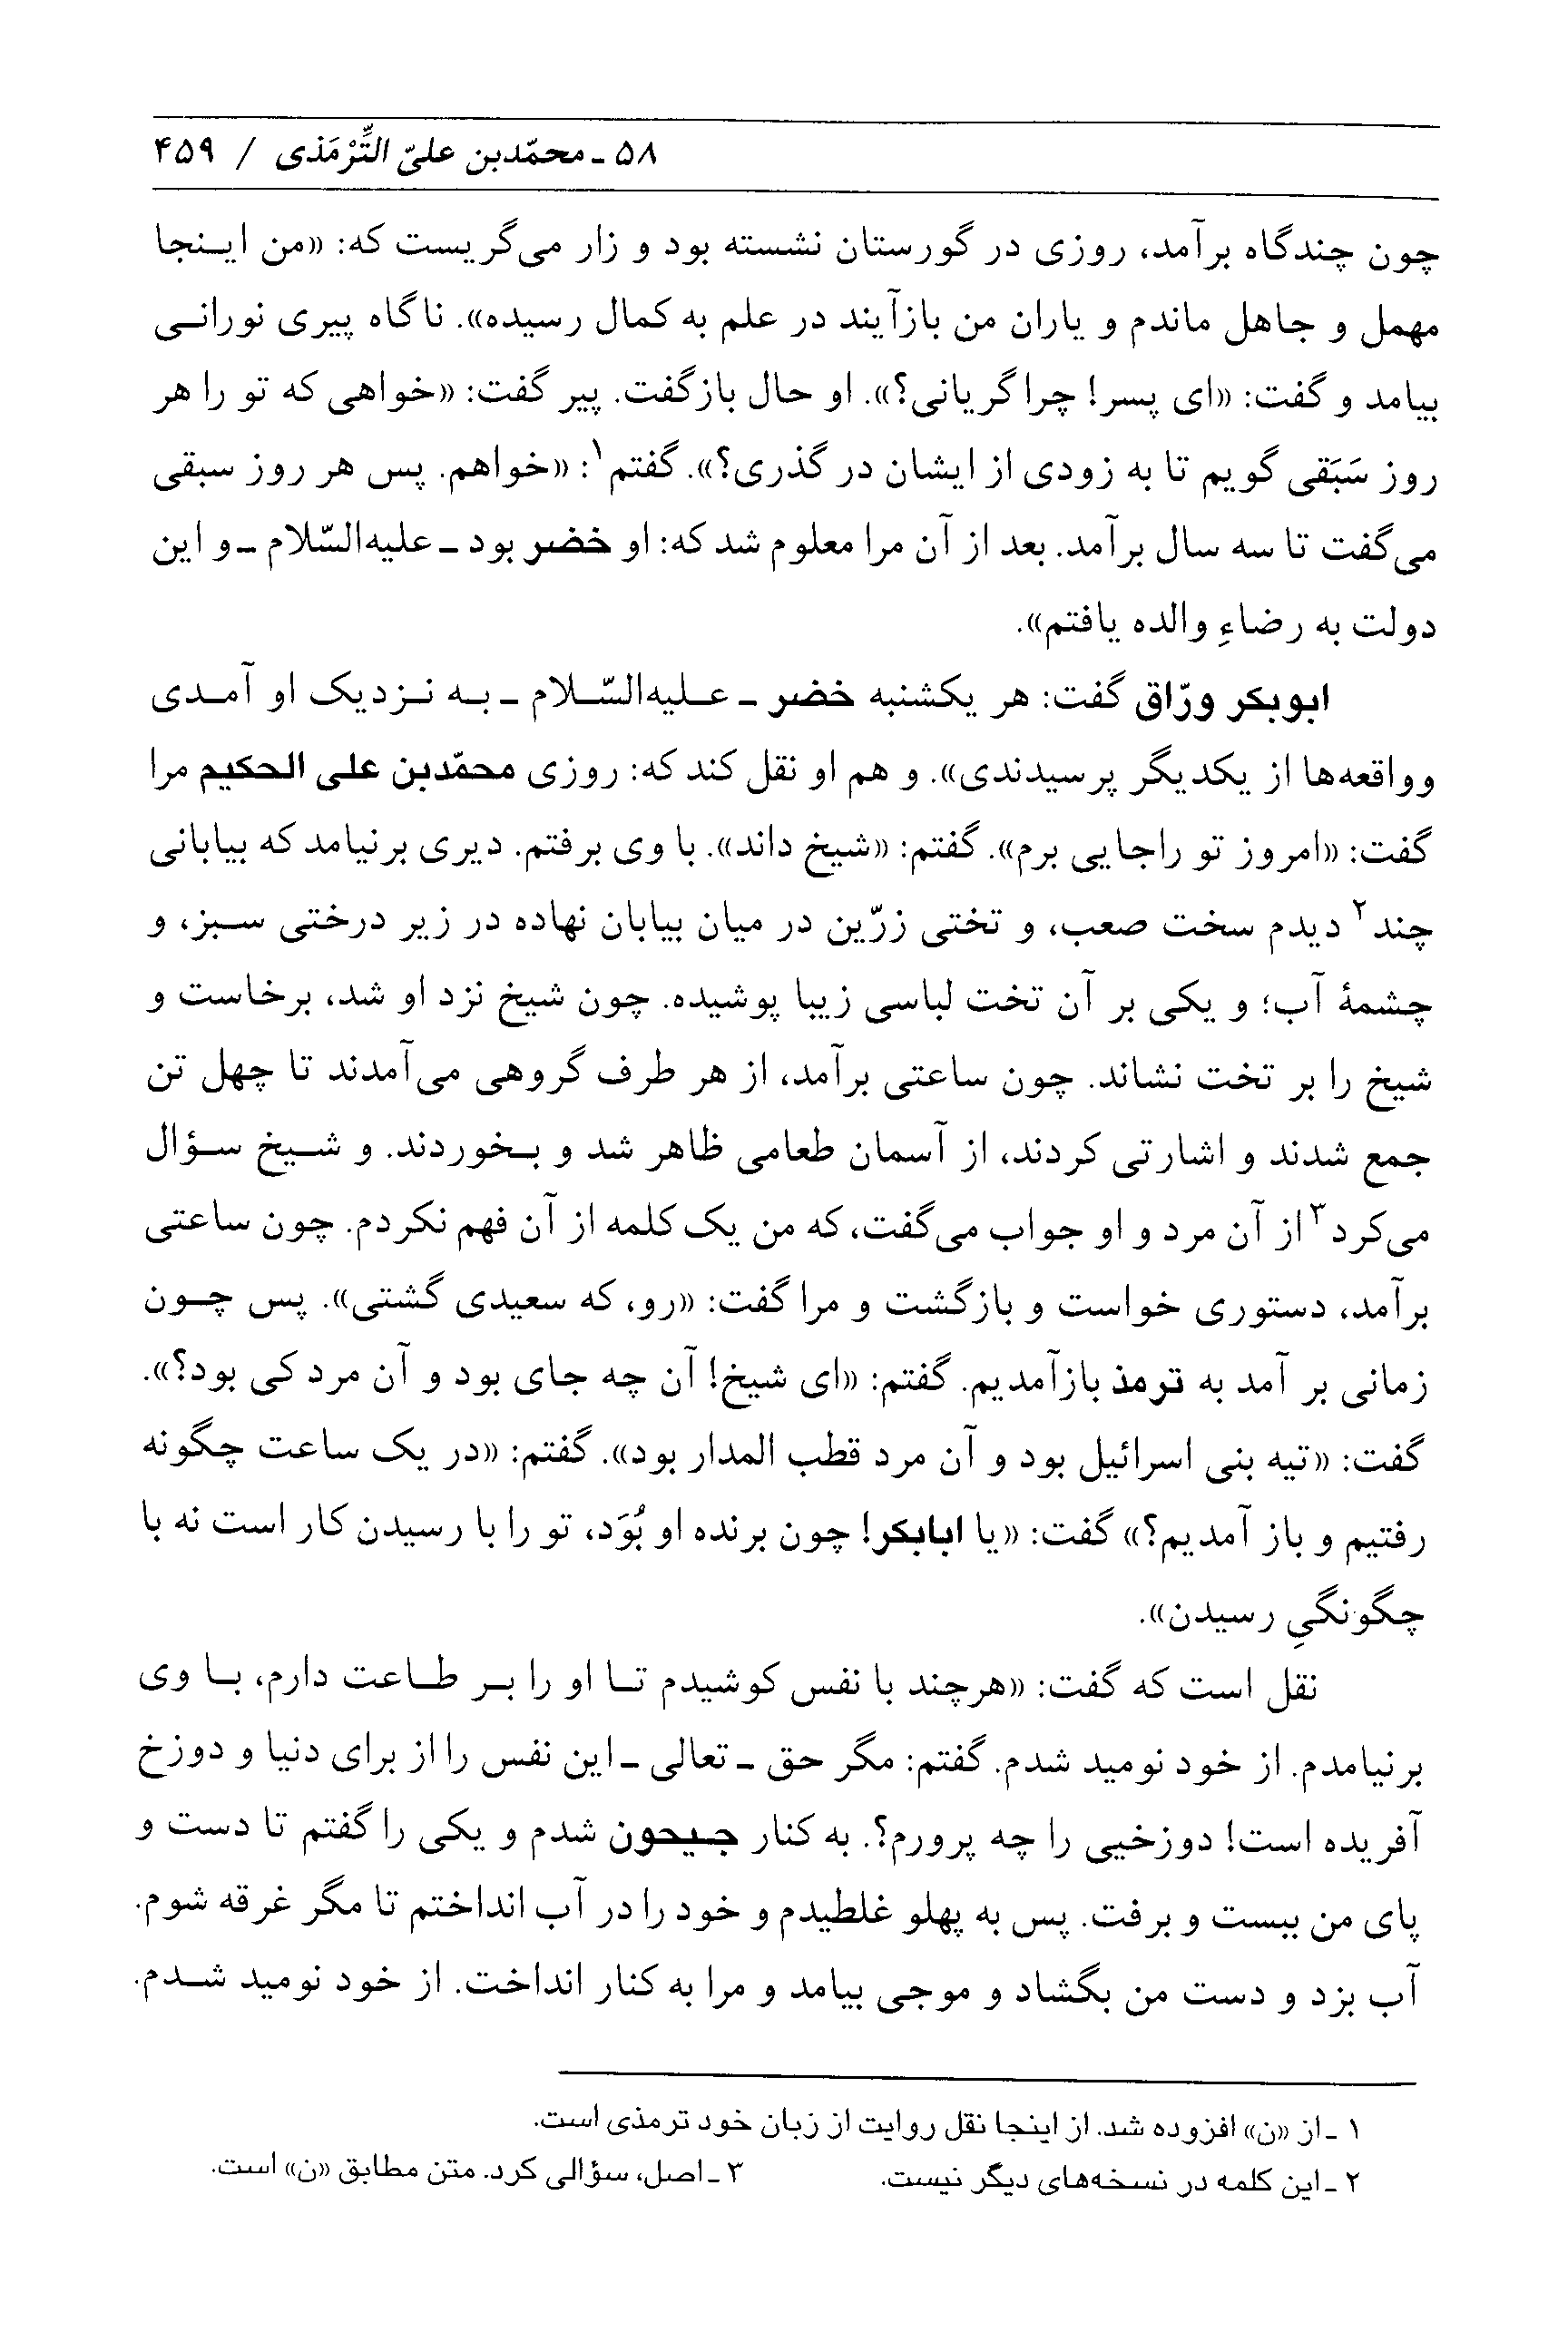 ۵۸ ـ محمّدبن علیّ التِّرْمَذی / ۴۵۹
چون چندگاه برآمد، روزی در گورستان نشسته بود و زار می‌گریست که: «من اینجا
مهمل و جاهل ماندم و یاران من بازآیند در علم به کمال رسیده». ناگاه پیری نورانی
بیامد و گفت: «ای پسر! چرا گریانی؟». او حال بازگفت. پیر گفت: «خواهی که تو را هر
روز سَبَقی گویم تا به زودی از ایشان در گذری؟». گفتم۱: «خواهم. پس هر روز سبقی
می‌گفت تا سه سال برآمد. بعد از آن مرا معلوم شد که: او خضر بود ـ علیه‌السّلام ـ و این
دولت به رضاءِ والده یافتم».
ابوبکر ورّاق گفت: هر یکشنبه خضر ـ علیه‌السّلام ـ به نزدیک او آمدی
وواقعه‌ها از یکدیگر پرسیدندی». و هم او نقل کند که: روزی محمّدبن علی الحکیم مرا
گفت: «امروز تو راجایی برم». گفتم: «شیخ داند». با وی برفتم. دیری برنیامد که بیابانی
چند۲ دیدم سخت صعب، و تختی زرّین در میان بیابان نهاده در زیر درختی سبز، و
چشمهٔ آب؛ و یکی بر آن تخت لباسی زیبا پوشیده. چون شیخ نزد او شد، برخاست و
شیخ را بر تخت نشاند. چون ساعتی برآمد، از هر طرف گروهی می‌آمدند تا چهل تن
جمع شدند و اشارتی کردند، از آسمان طعامی ظاهر شد و بخوردند. و شیخ سؤال
می‌کرد۳ از آن مرد و او جواب می‌گفت، که من یک کلمه از آن فهم نکردم. چون ساعتی
برآمد، دستوری خواست و بازگشت و مرا گفت: «رو، که سعیدی گشتی». پس چون
زمانی بر آمد به ترمذ بازآمدیم. گفتم: «ای شیخ! آن چه جای بود و آن مرد کی بود؟».
گفت: «تیه بنی اسرائیل بود و آن مرد قطب المدار بود». گفتم: «در یک ساعت چگونه
رفتیم و باز آمدیم؟» گفت: «یا ابابکر! چون برنده او بُوَد، تو را با رسیدن کار است نه با
چگونگیِ رسیدن».
نقل است که گفت: «هرچند با نفس کوشیدم تا او را بر طاعت دارم، با وی
برنیامدم. از خود نومید شدم. گفتم: مگر حق ـ تعالی ـ این نفس را از برای دنیا و دوزخ
آفریده است! دوزخیی را چه پرورم؟. به کنار جیحون شدم و یکی را گفتم تا دست و
پای من ببست و برفت. پس به پهلو غلطیدم و خود را در آب انداختم تا مگر غرقه شوم.
آب بزد و دست من بگشاد و موجی بیامد و مرا به کنار انداخت. از خود نومید شدم.
۱ ـ از «ن» افزوده شد. از اینجا نقل روایت از زبان خود ترمذی است.
۲ ـ این کلمه در نسخه‌های دیگر نیست. ۳ ـ اصل، سؤالی کرد. متن مطابق «ن» است.